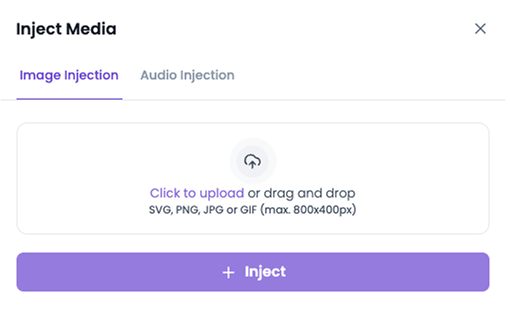 Inject Media
Image Injection
Audio Injection
Click to upload or drag and drop
SVG, PNG, JPG or GIF (max. 800x400px)
+ Inject